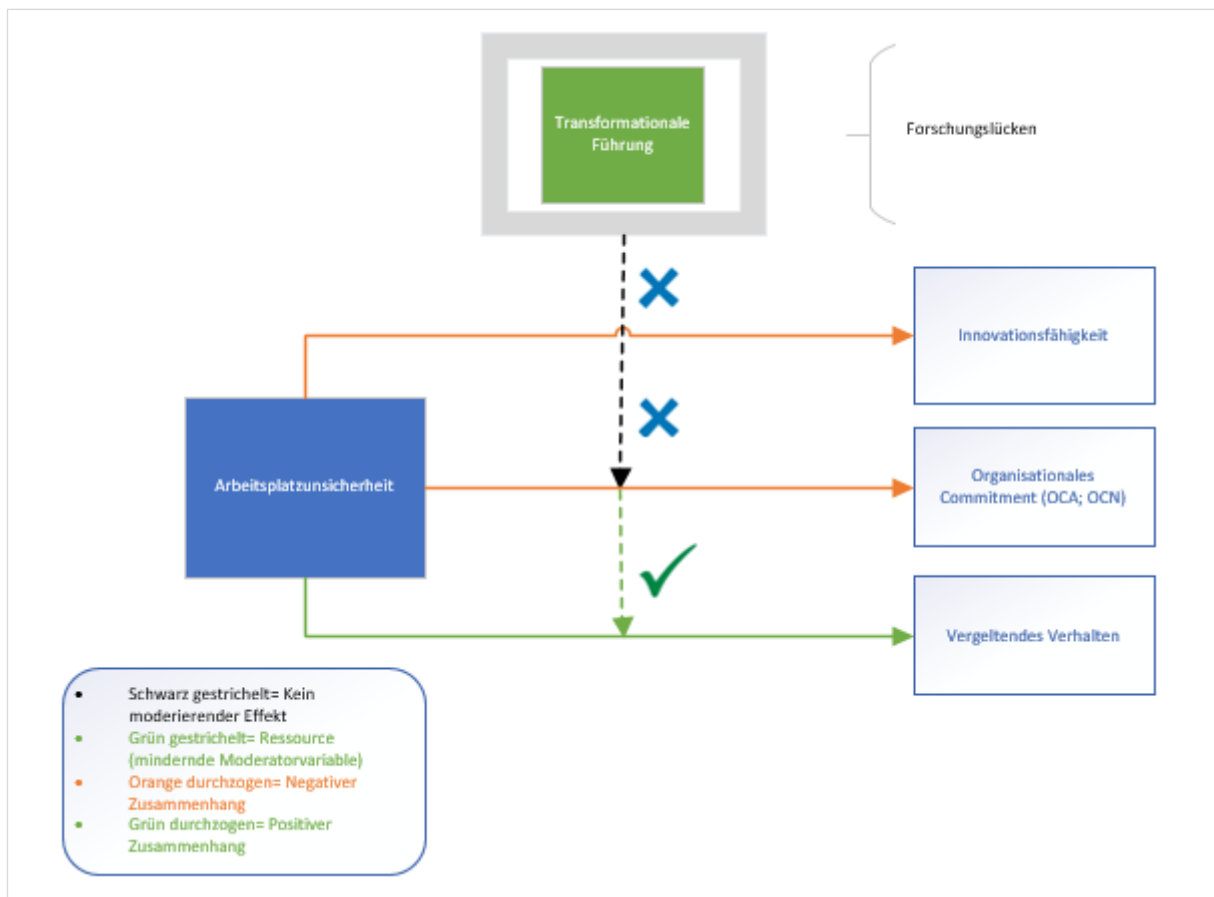 Transformationale
Führung
Forschungslücken
Innovationsfähigkeit
Arbeitsplatzunsicherheit
Organisationales
Commitment (OCA; OCN)
Vergeltendes Verhalten
• Schwarz gestrichelt= Kein
moderierender Effekt
• Grün gestrichelt= Ressource
(mindernde Moderatorvariable)
• Orange durchzogen= Negativer
Zusammenhang
• Grün durchzogen= Positiver
Zusammenhang